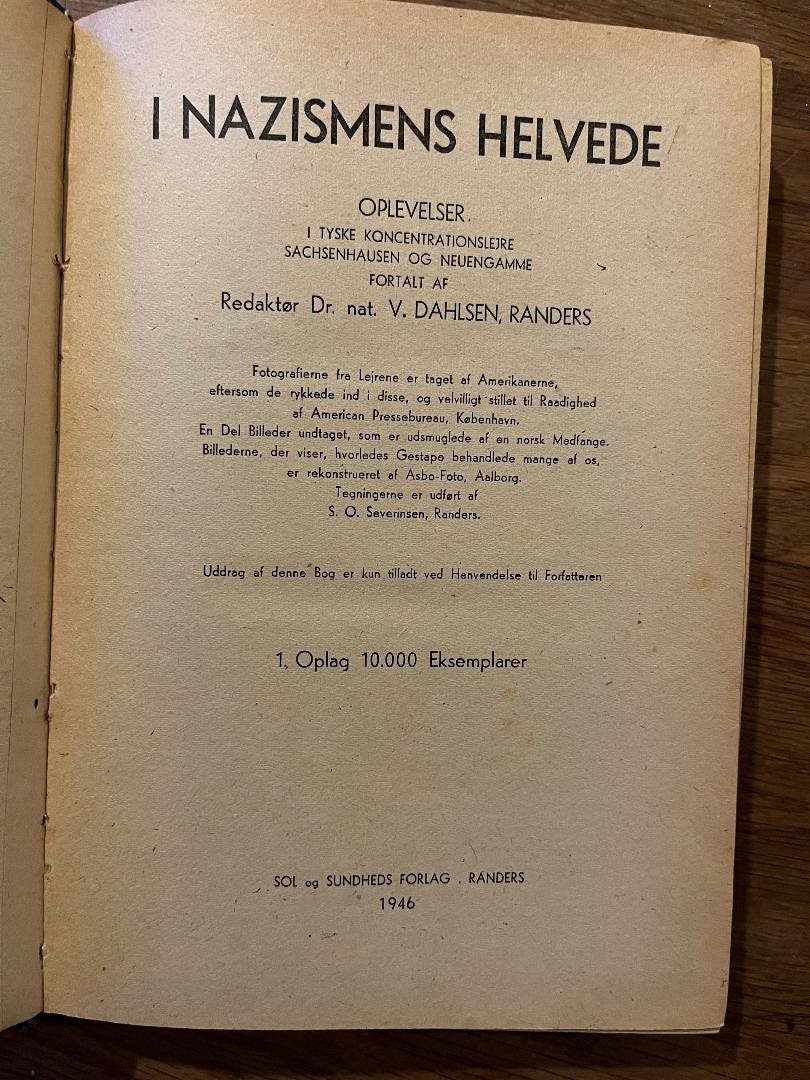 I NAZISMENS HELVEDE
OPLEVELSER.
I TYSKE KONCENTRATIONSLEJRE
SACHSENHAUSEN OG NEUENGAMME
FORTALT AF
Redaktør Dr. nat. V. DAHLSEN, RANDERS
Fotografierne fra Lejrene er taget af Amerikanerne,
eftersom de rykkede ind i disse, og velvilligt stillet til Raadighed
af American Pressebureau, København.
En Del Billeder undtaget, som er udsmuglede af en norsk Medfange.
Billederne, der viser, hvorledes Gestapo behandlede mange af os,
er rekonstrueret af Asbo-Foto, Aalborg.
Tegningerne er udført af
S. O. Severinsen, Randers.
Uddrag af denne Bog er kun tilladt ved Henvendelse til Forfatteren
1, Oplag 10.000 Eksemplarer
SOL og SUNDHEDS FORLAG . RANDERS
1946